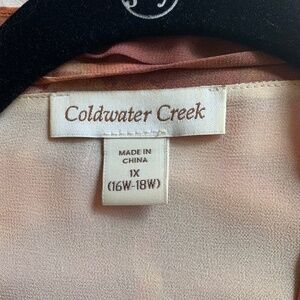 Coldwater Creek
MADE IN
CHINA
1X
(16W-18W)